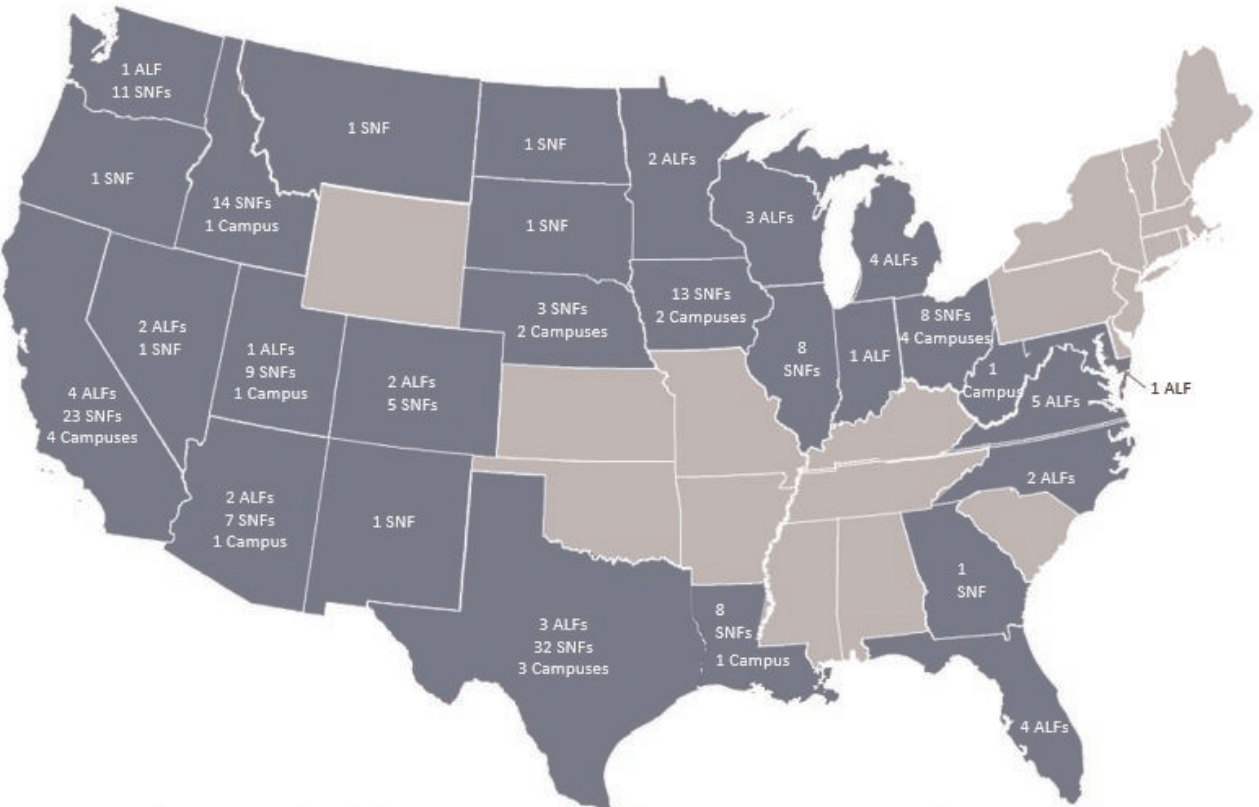 1 ALF
11 SNFs
1 SNF
1 SNF
14 SNFs
1 Campus
1 SNF
1 SNF
2 ALFs
3 ALFs
4 ALFs
3 SNFs
2 Campuses
13 SNFs
2 Campuses
8
SNFs
1 ALF
8 SNFs
4 Campuses
1
Campus
5 ALFs
1 ALF
2 ALFs
1 SNF
1 ALFs
9 SNFs
1 Campus
2 ALFs
5 SNFs
4 ALFs
23 SNFs
4 Campuses
2 ALFs
7 SNFs
1 Campus
1 SNF
2 ALFs
3 ALFs
32 SNFs
3 Campuses
8
SNFs
1 Campus
1
SNF
4 ALFs